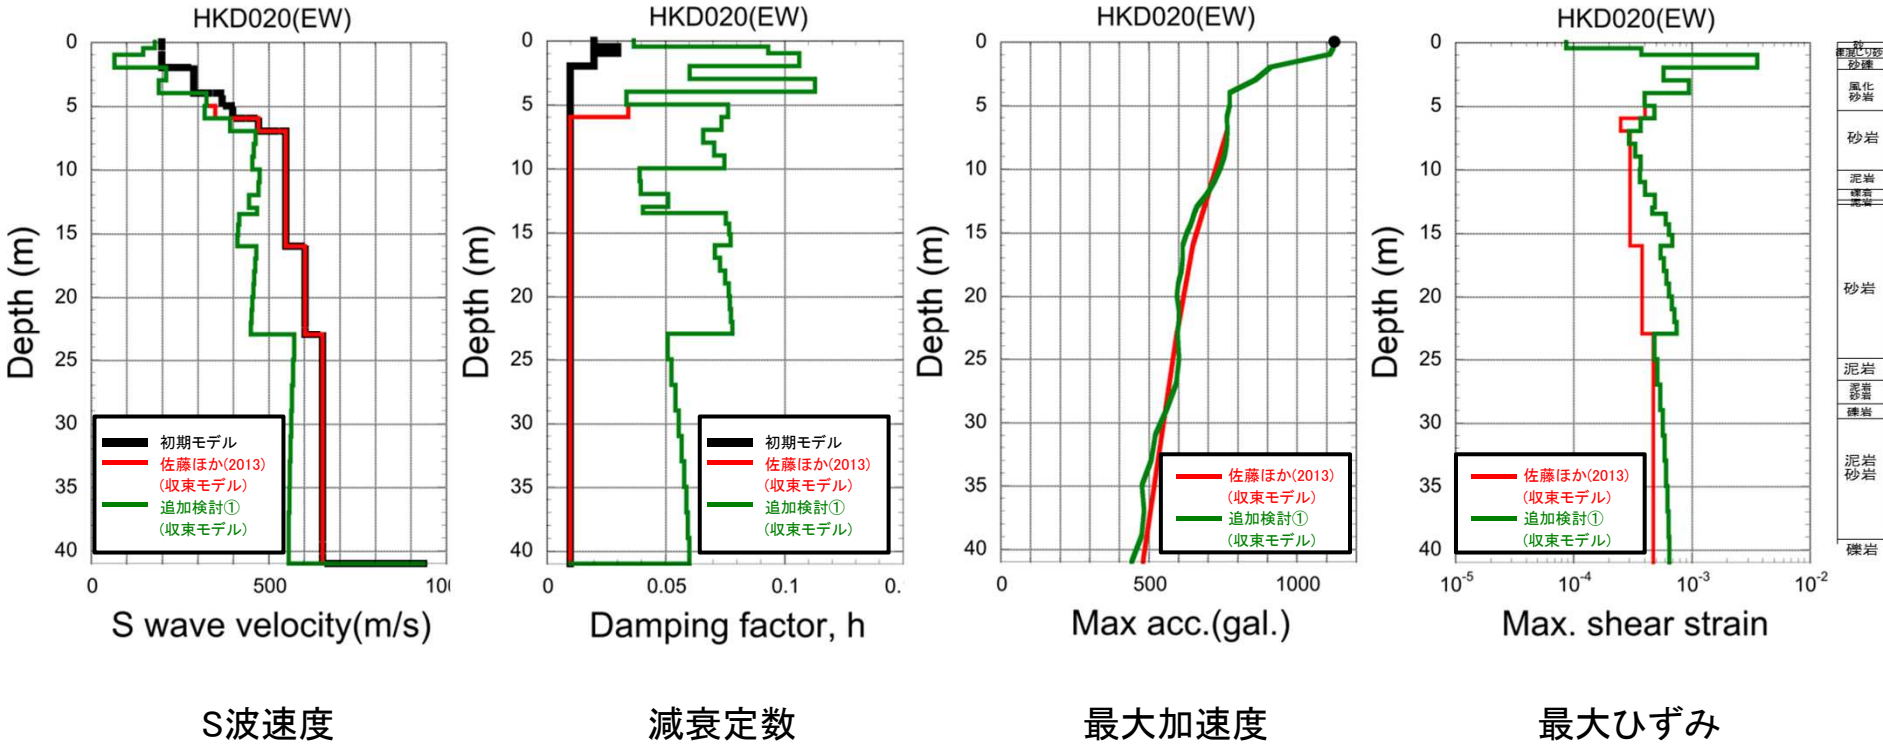 HKD020(EW)
0
5
10
15
20
25
30
35
40
Depth (m)
初期モデル
佐藤ほか(2013)
(収束モデル)
追加検討①
(収束モデル)
0
500
S wave velocity(m/s)
S波速度
HKD020(EW)
0
5
10
15
20
25
30
35
40
Depth (m)
初期モデル
佐藤ほか(2013)
(収束モデル)
追加検討①
(収束モデル)
0
0.05
0.1
0.
Damping factor, h
減衰定数
HKD020(EW)
0
5
10
15
20
25
30
35
40
Depth (m)
佐藤ほか(2013)
(収束モデル)
追加検討①
(収束モデル)
0
500
1000
Max acc.(gal.)
最大加速度
HKD020(EW)
0
5
10
15
20
25
30
35
40
Depth (m)
佐藤ほか(2013)
(収束モデル)
追加検討①
(収束モデル)
10-5
10-4
10-3
10-2
Max. shear strain
最大ひずみ
砂
礫混じり砂
砂礫
風化
砂岩
砂岩
泥岩
礫岩
泥岩
砂岩
泥岩
泥岩
砂岩
礫岩
泥岩
砂岩
礫岩